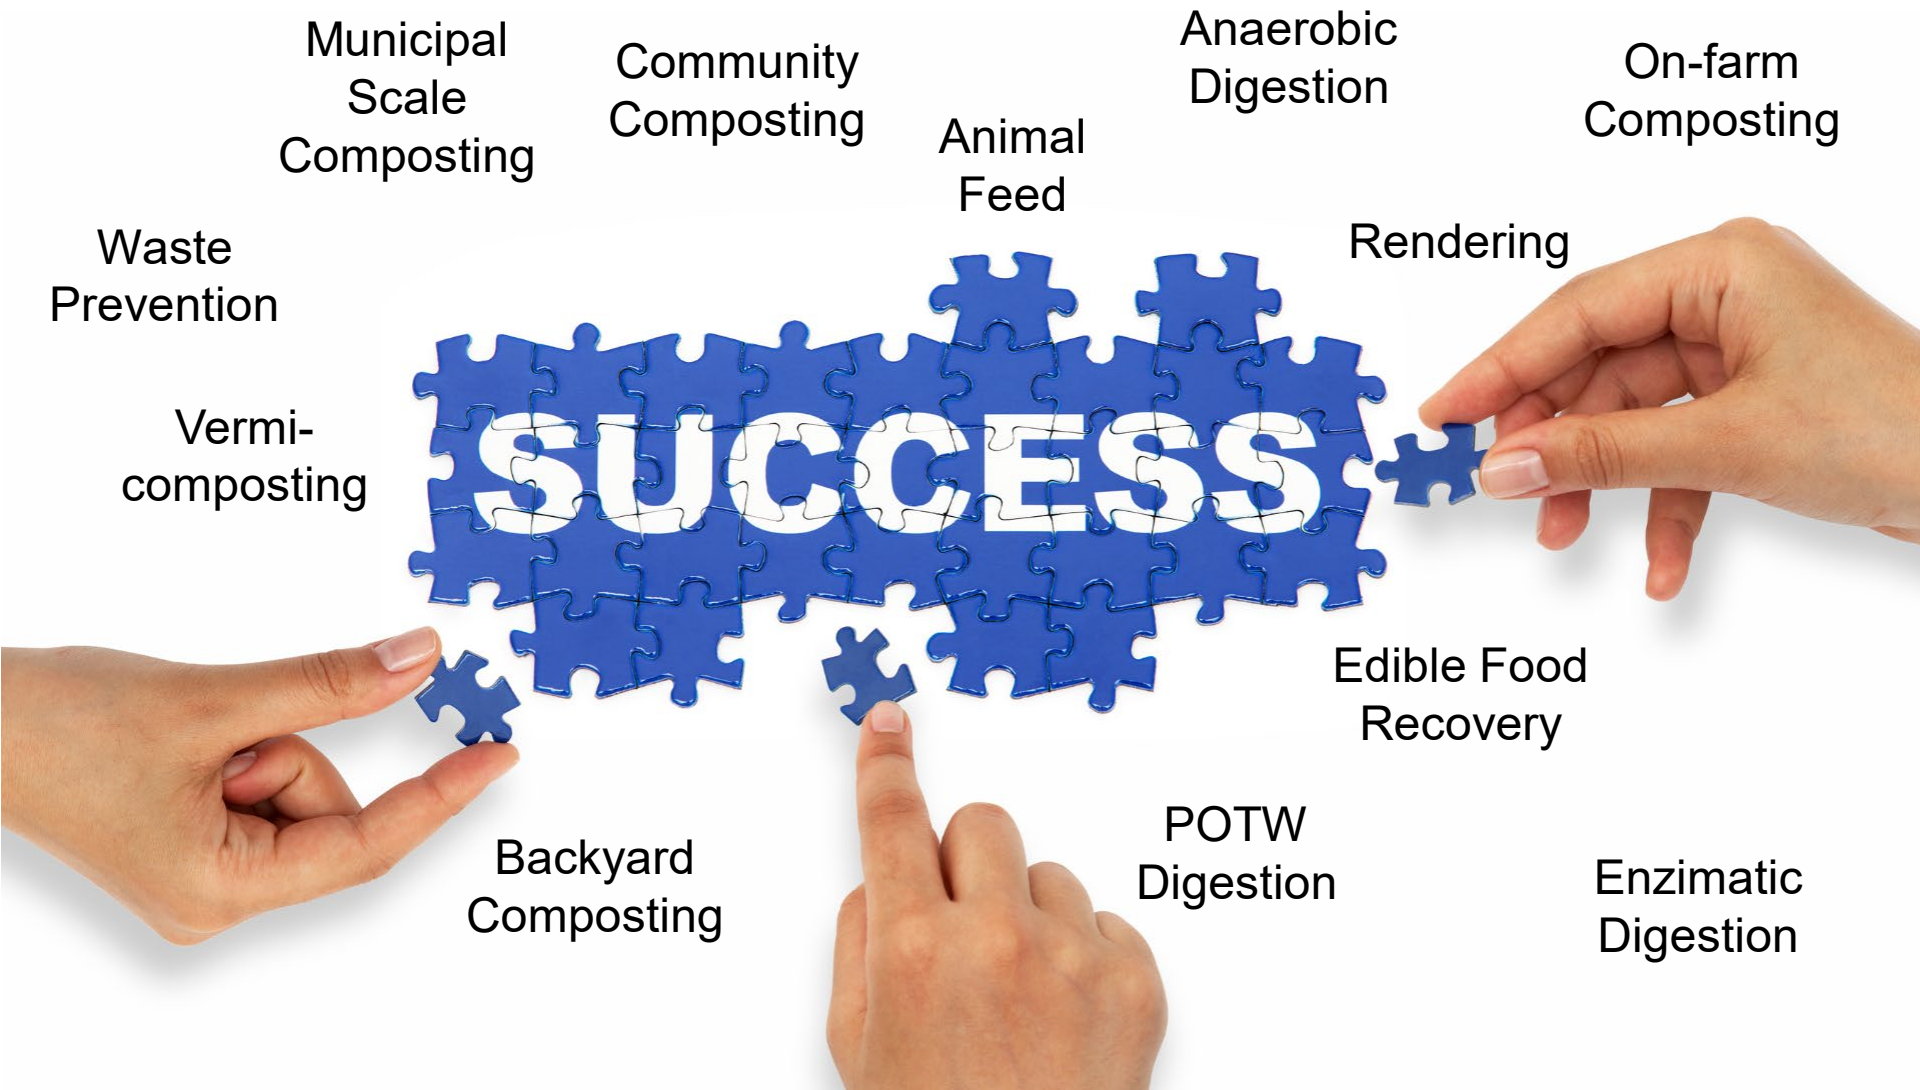 Municipal
Scale
Composting
Community
Composting
Animal
Feed
Anaerobic
Digestion
On-farm
Composting
Waste
Prevention
Rendering
Vermi-
composting
SUCCESS
Edible Food
Recovery
Backyard
Composting
POTW
Digestion
Enzimatic
Digestion